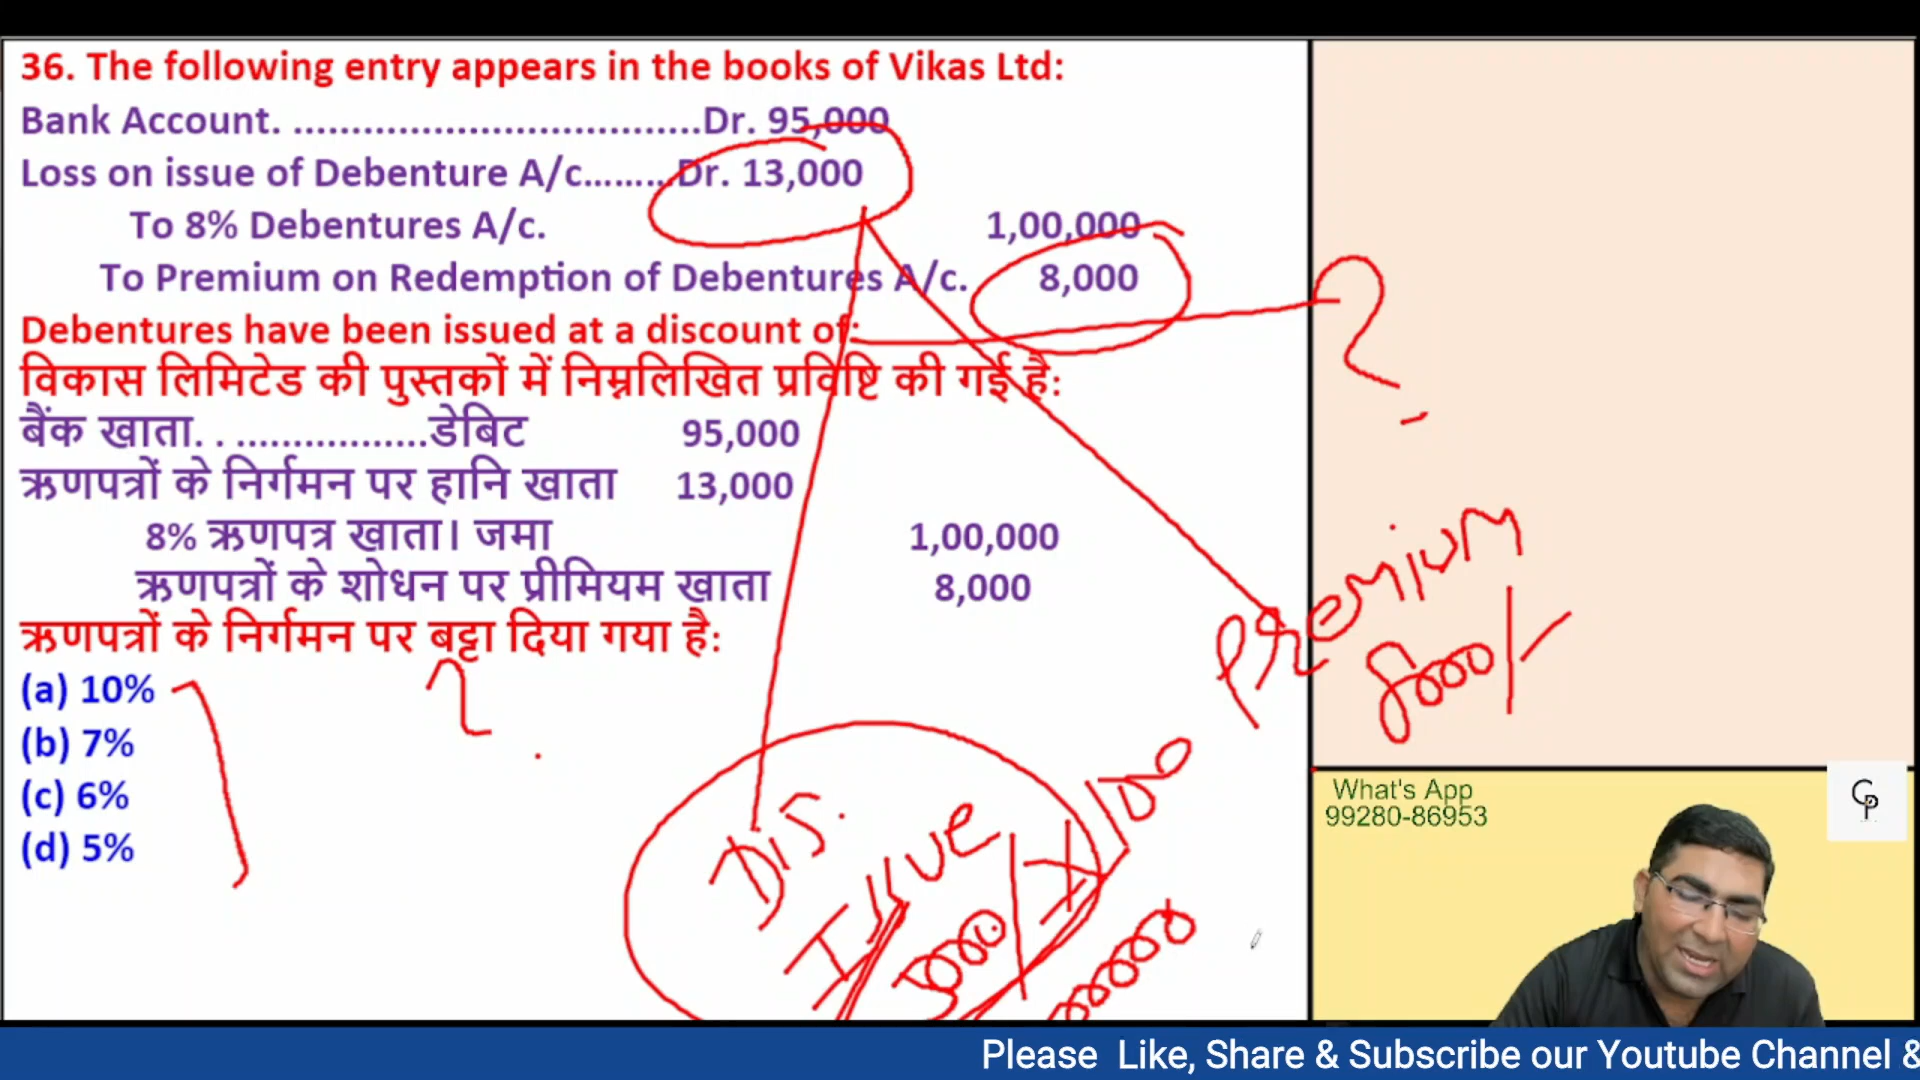 36. The following entry appears in the books of Vikas Ltd:
Bank Account. ...................................Dr. 95,000
Loss on issue of Debenture A/c........Dr. 13,000
To 8% Debentures A/c. 1,00,000
To Premium on Redemption of Debentures A/c. 8,000
Debentures have been issued at a discount of:
विकास लिमिटेड की पुस्तकों में निम्नलिखित प्रविष्टि की गई है:
बैंक खाता. . .................डेबिट 95,000
ऋणपत्रों के निर्गमन पर हानि खाता 13,000
8% ऋणपत्र खाता। जमा 1,00,000
ऋणपत्रों के शोधन पर प्रीमियम खाता 8,000
ऋणपत्रों के निर्गमन पर बट्टा दिया गया है:
(a) 10%
(b) 7%
(c) 6%
(d) 5%
?
?
Premium
8000/-
Dis.
Issue
5000 X 100
What's App
99280-86953
CP
Please Like, Share & Subscribe our Youtube Channel &